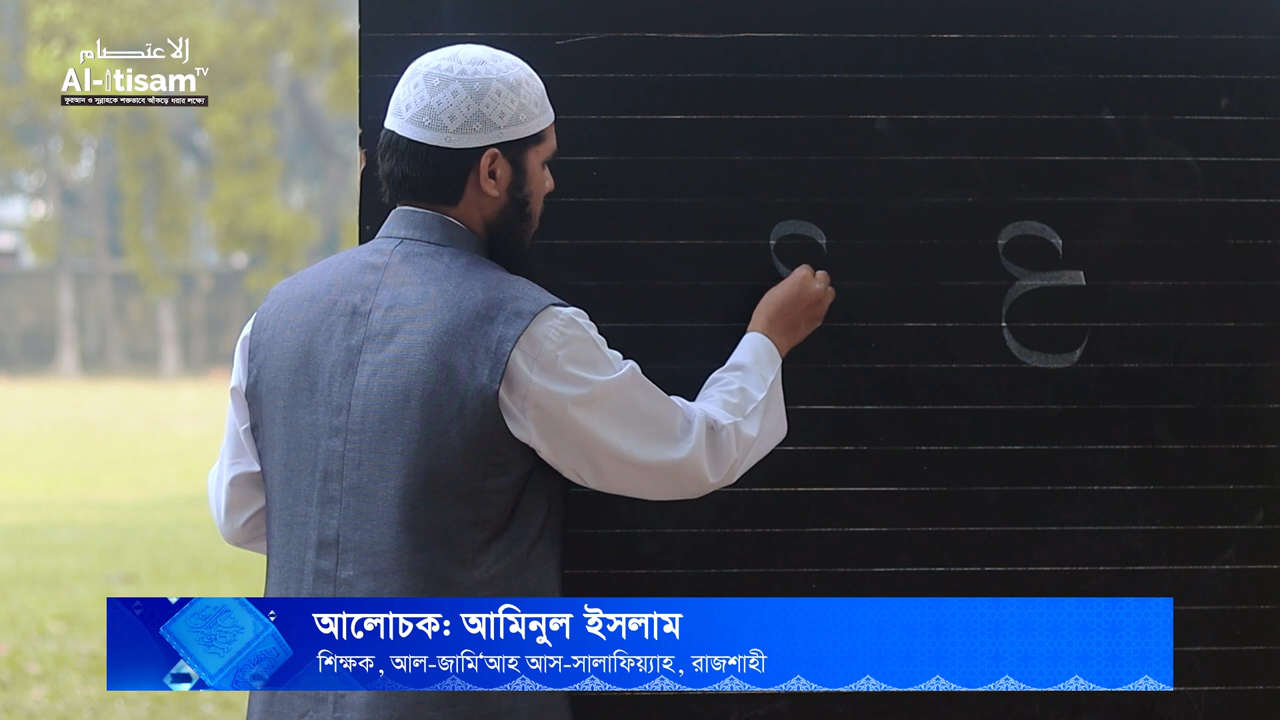 الاعتصام
Al-itisam TV
কুরআন ও সুন্নাহকে শক্তভাবে আঁকড়ে ধরার লক্ষ্যে
ع
আলোচক: আমিনুল ইসলাম
শিক্ষক, আল-জামি‘আহ আস-সালাফিয়্যাহ, রাজশাহী